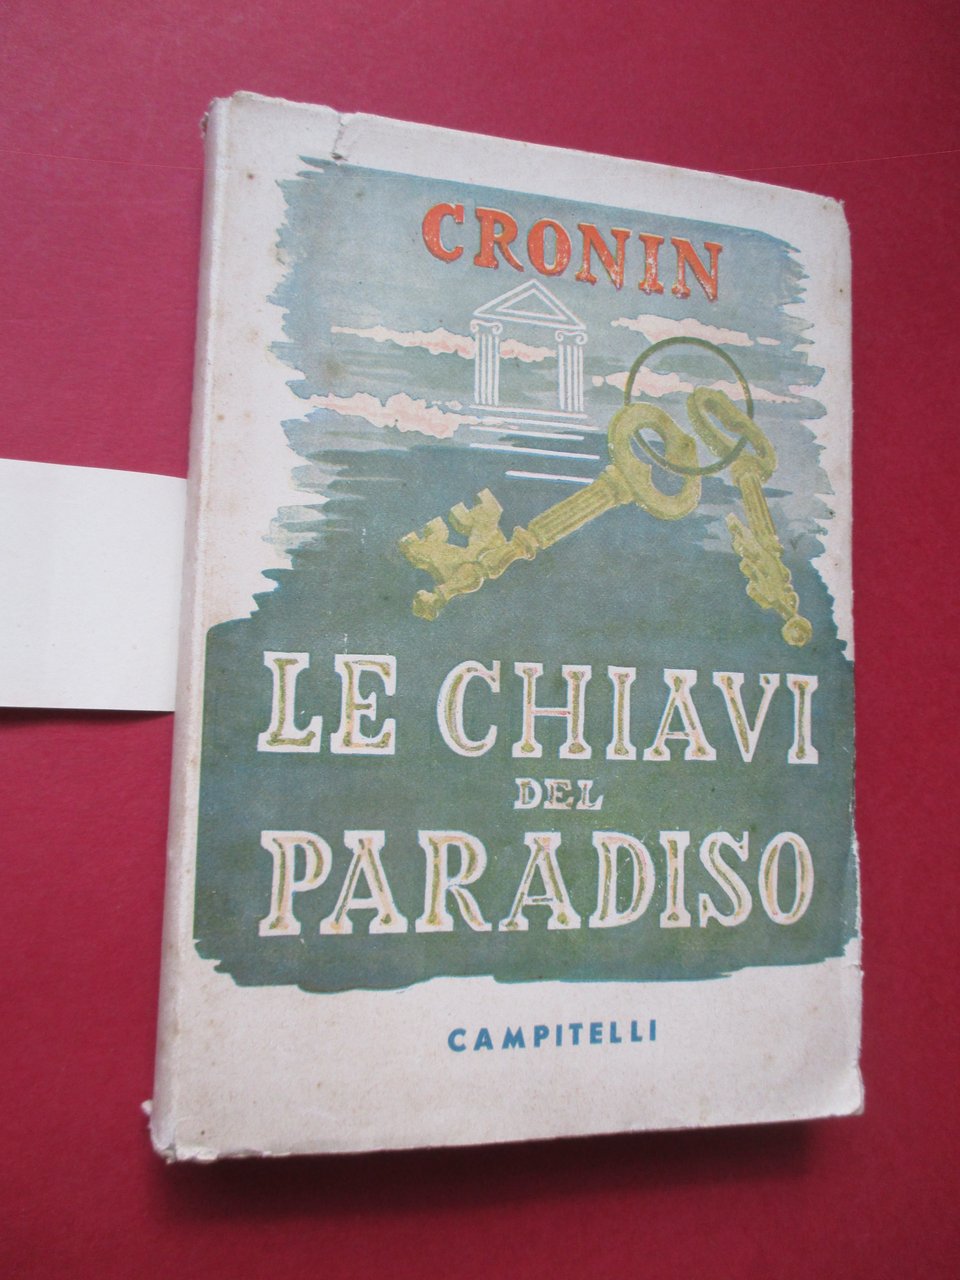 CRONIN
LE CHIAVI
DEL
PARADISO
CAMPITELLI